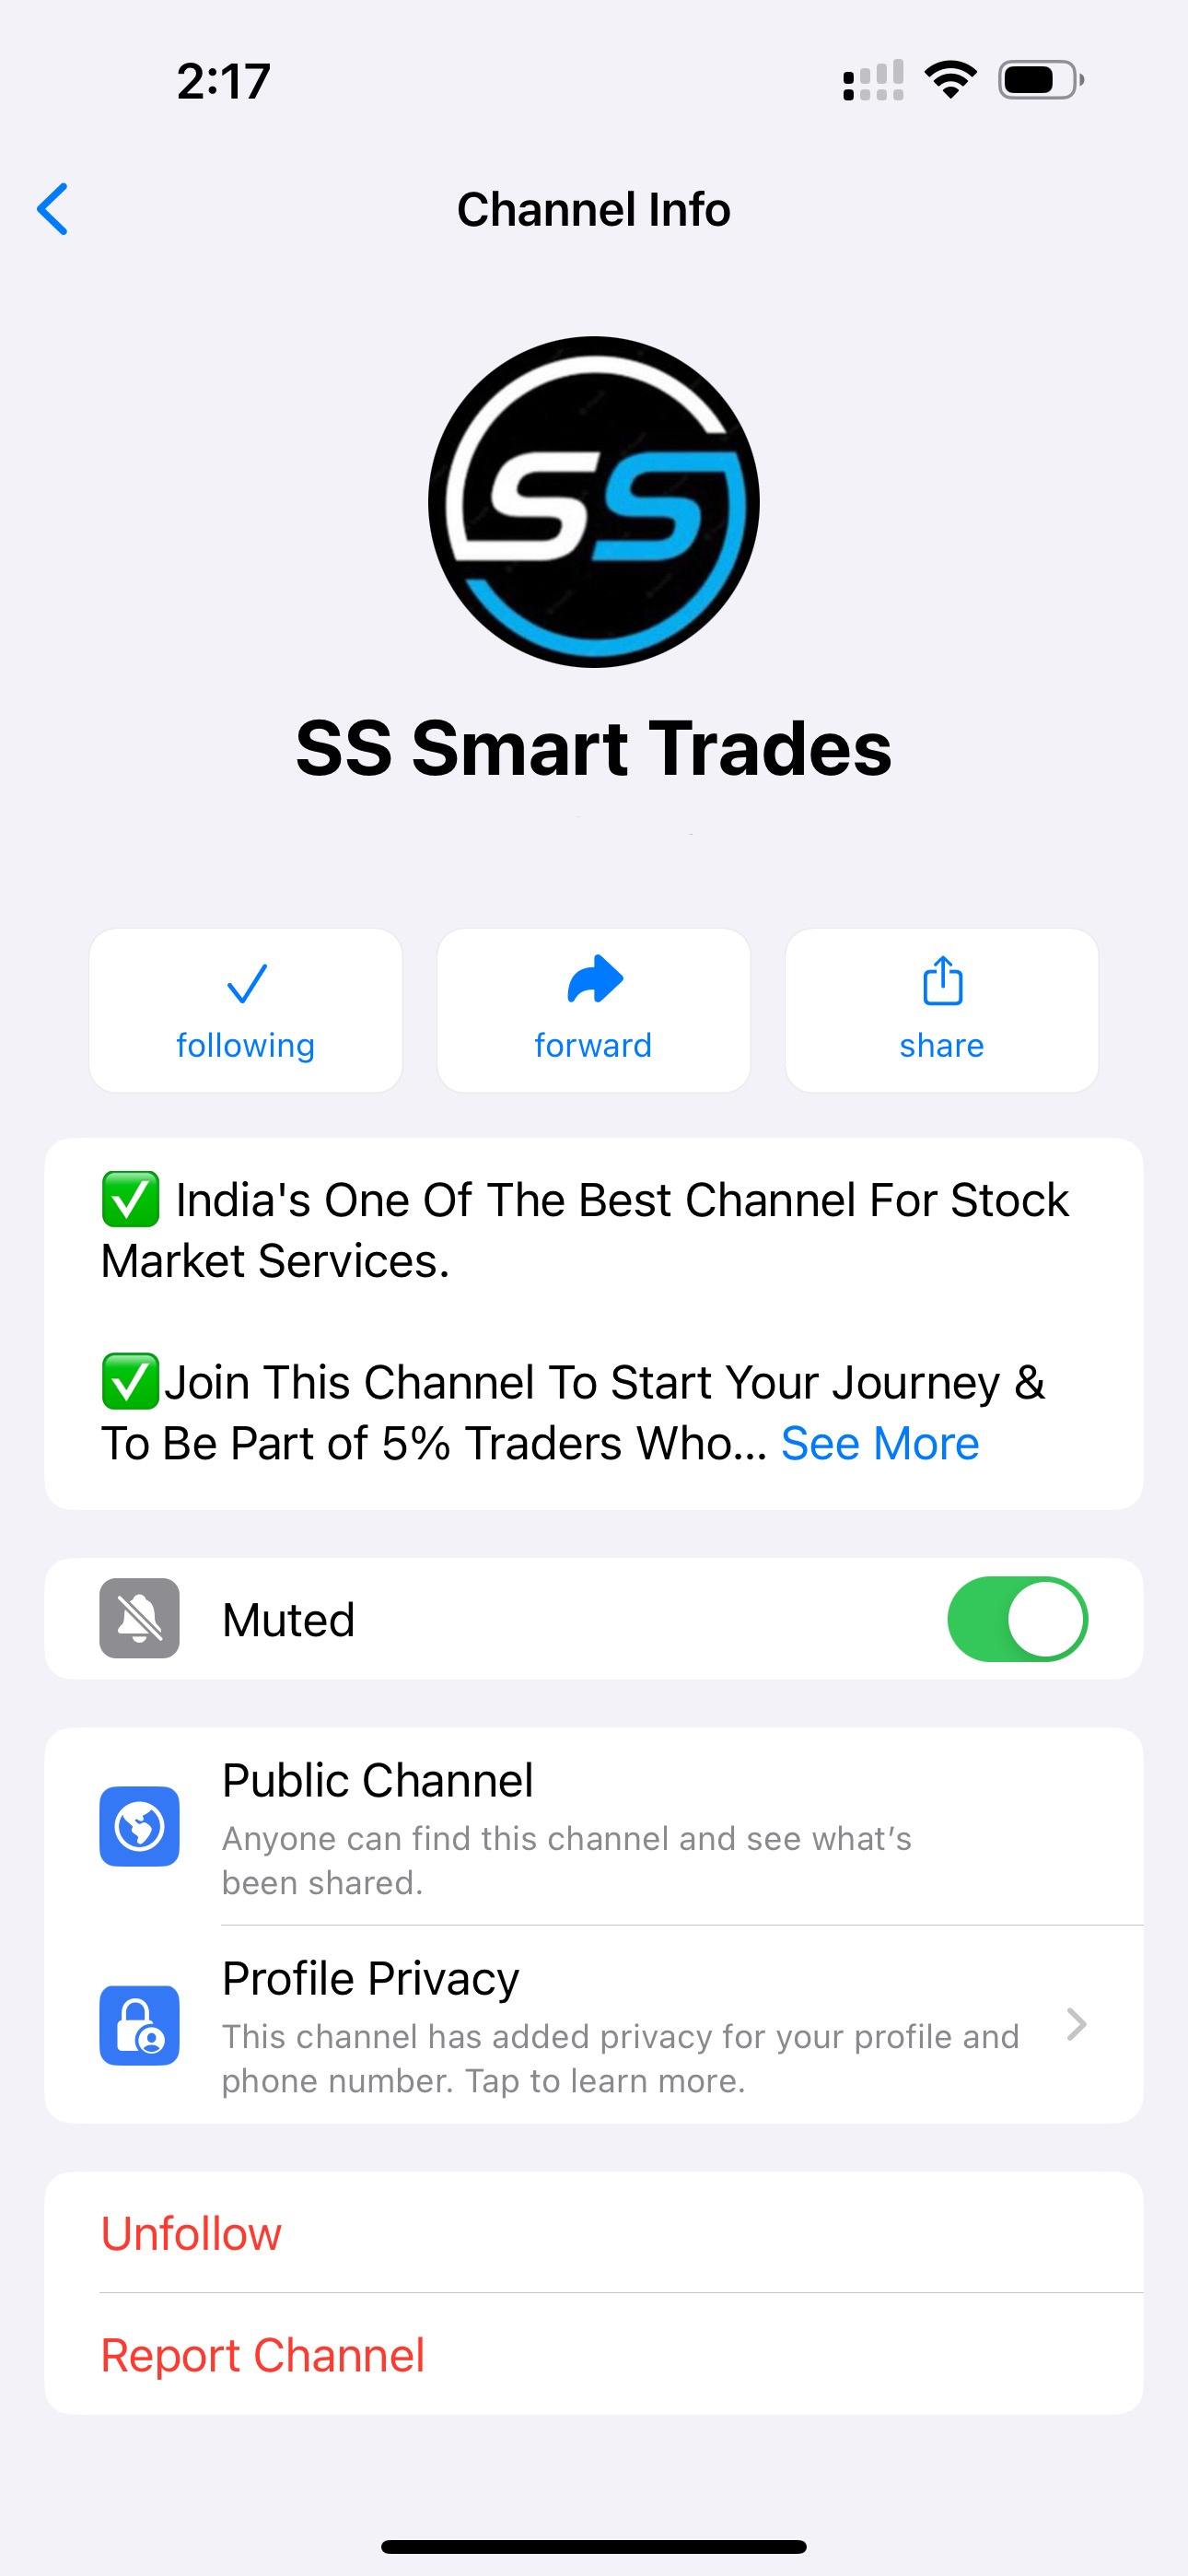 2:17
Channel Info
SS
SS Smart Trades
following
forward
share
✅ India's One Of The Best Channel For Stock
Market Services.
✅Join This Channel To Start Your Journey &
To Be Part of 5% Traders Who... See More
Muted
Public Channel
Anyone can find this channel and see what's
been shared.
Profile Privacy
This channel has added privacy for your profile and
phone number. Tap to learn more.
Unfollow
Report Channel